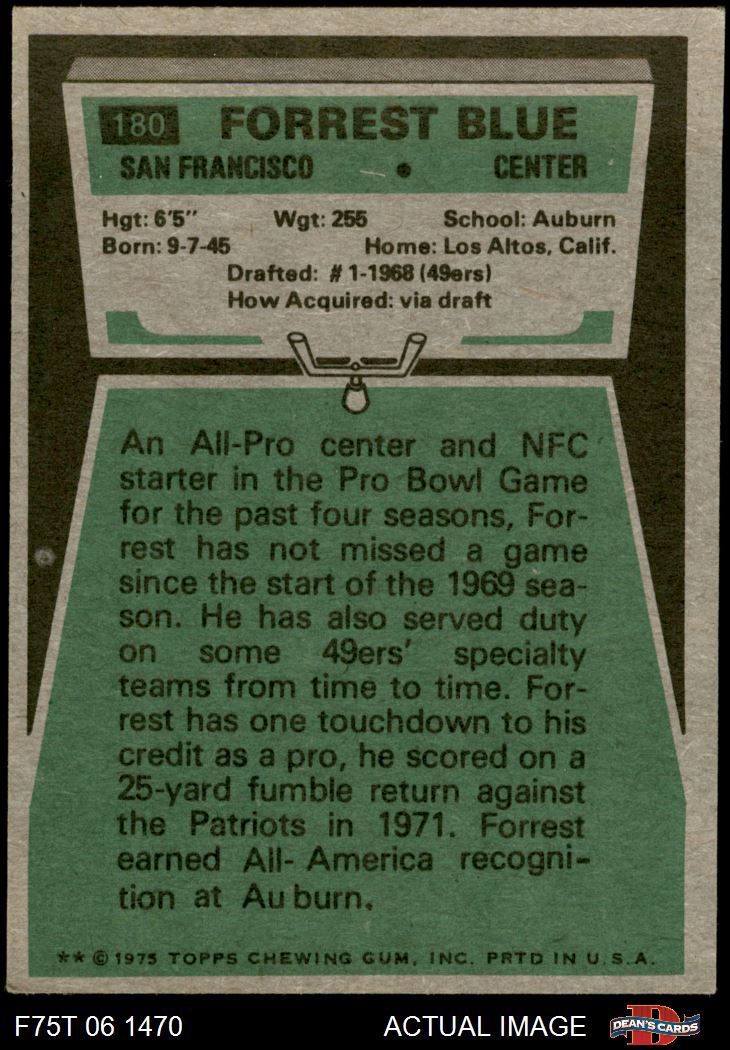 180 FORREST BLUE
SAN FRANCISCO • CENTER
Hgt: 6'5" Wgt: 255 School: Auburn
Born: 9-7-45 Home: Los Altos, Calif.
Drafted: #1-1968 (49ers)
How Acquired: via draft
An All-Pro center and NFC
starter in the Pro Bowl Game
for the past four seasons, For-
rest has not missed a game
since the start of the 1969 sea-
son. He has also served duty
on some 49ers' specialty
teams from time to time. For-
rest has one touchdown to his
credit as a pro, he scored on a
25-yard fumble return against
the Patriots in 1971. Forrest
earned All-America recogni-
tion at Auburn.
** © 1975 TOPPS CHEWING GUM, INC. PRTD IN U.S.A.
F75T 06 1470 ACTUAL IMAGE D DEAN'S CARDS